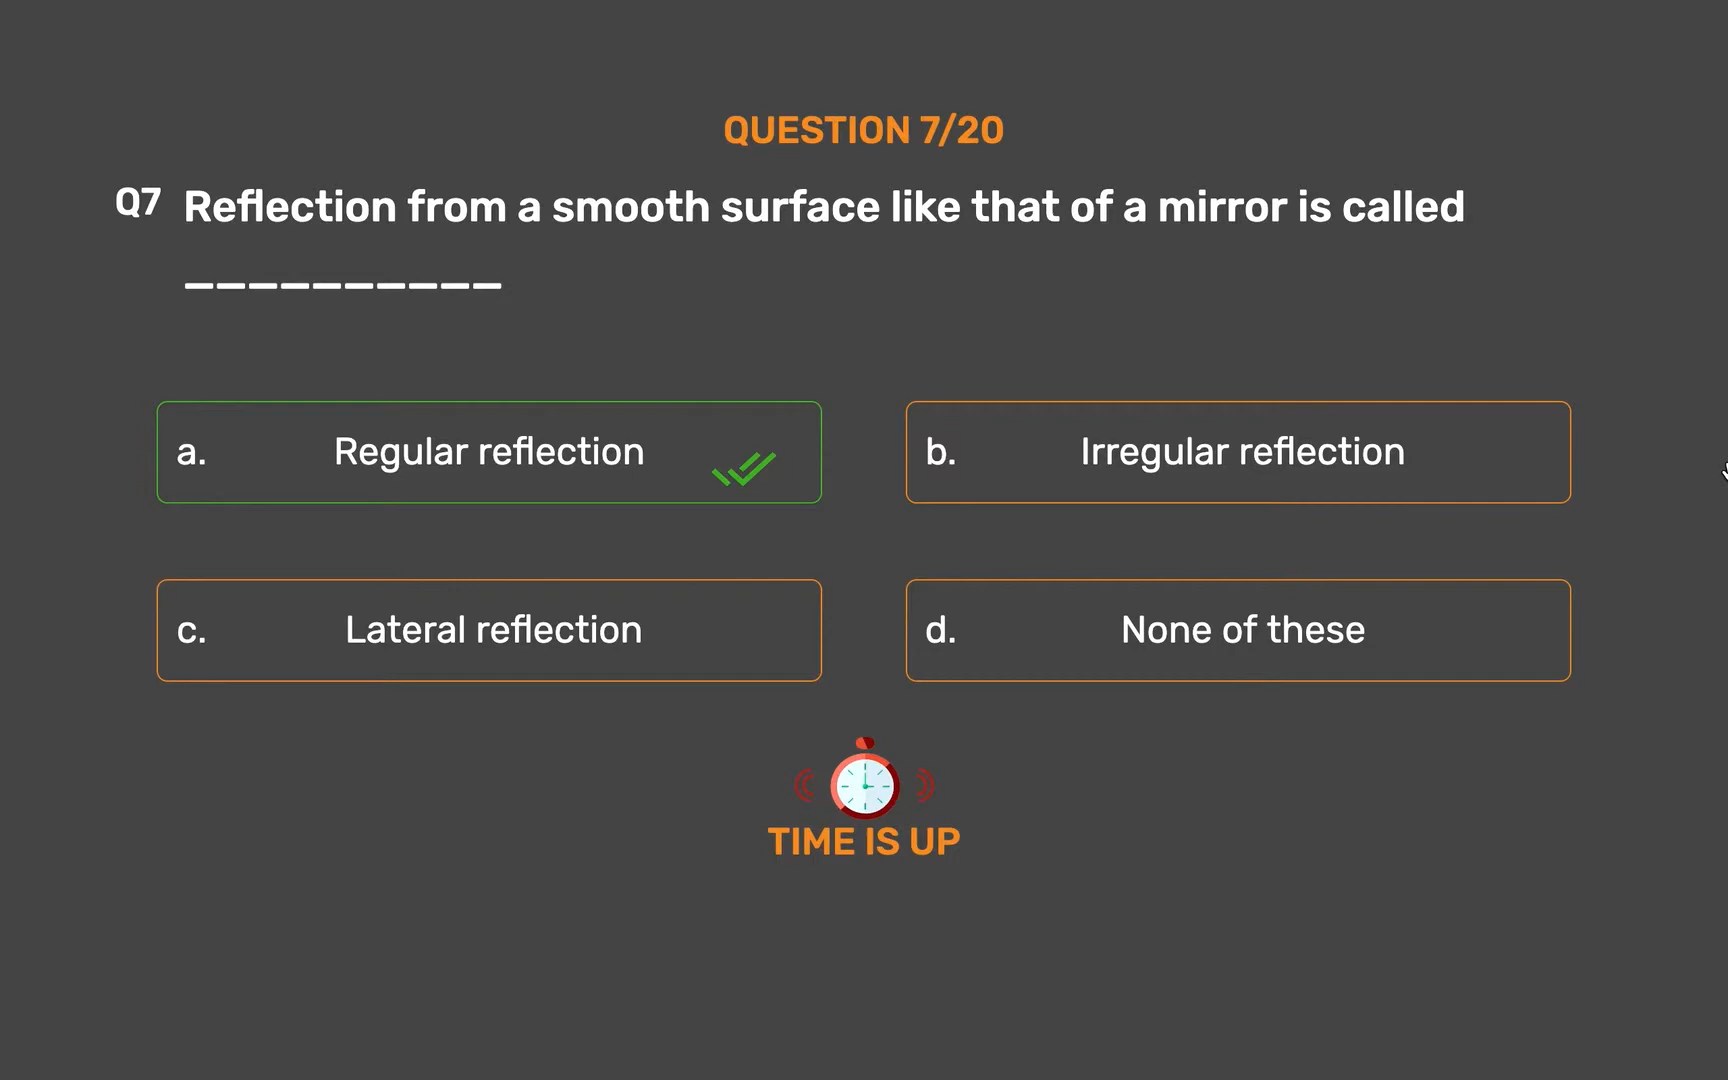 QUESTION 7/20
Q7 Reflection from a smooth surface like that of a mirror is called
__________
a. Regular reflection
b. Irregular reflection
c. Lateral reflection
d. None of these
TIME IS UP